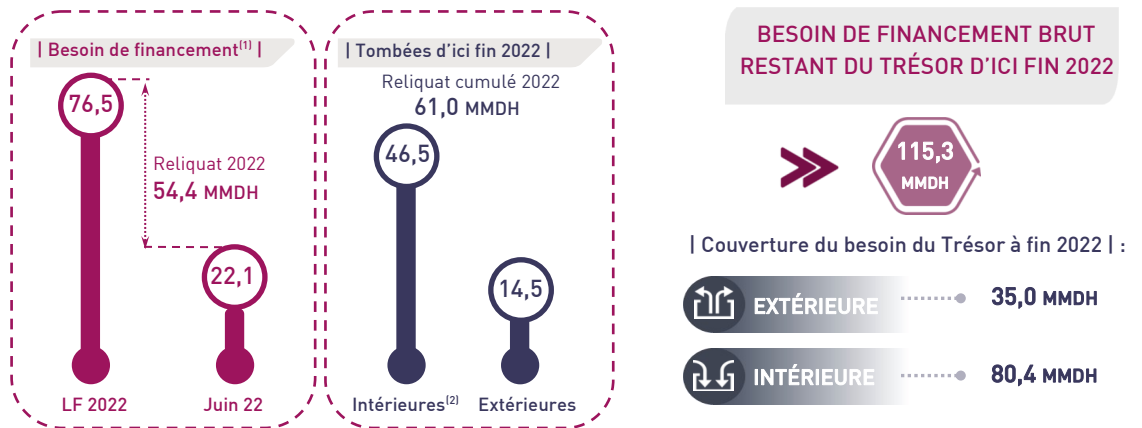 | Besoin de financement(1) |
76,5
Reliquat 2022
54,4 MMDH
22,1
LF 2022
Juin 22
| Tombées d'ici fin 2022 |
Reliquat cumulé 2022
61,0 MMDH
46,5
14,5
Intérieures(2)
Extérieures
BESOIN DE FINANCEMENT BRUT
RESTANT DU TRÉSOR D'ICI FIN 2022
115,3
MMDH
| Couverture du besoin du Trésor à fin 2022 | :
EXTÉRIEURE
35,0 MMDH
INTÉRIEURE
80,4 MMDH